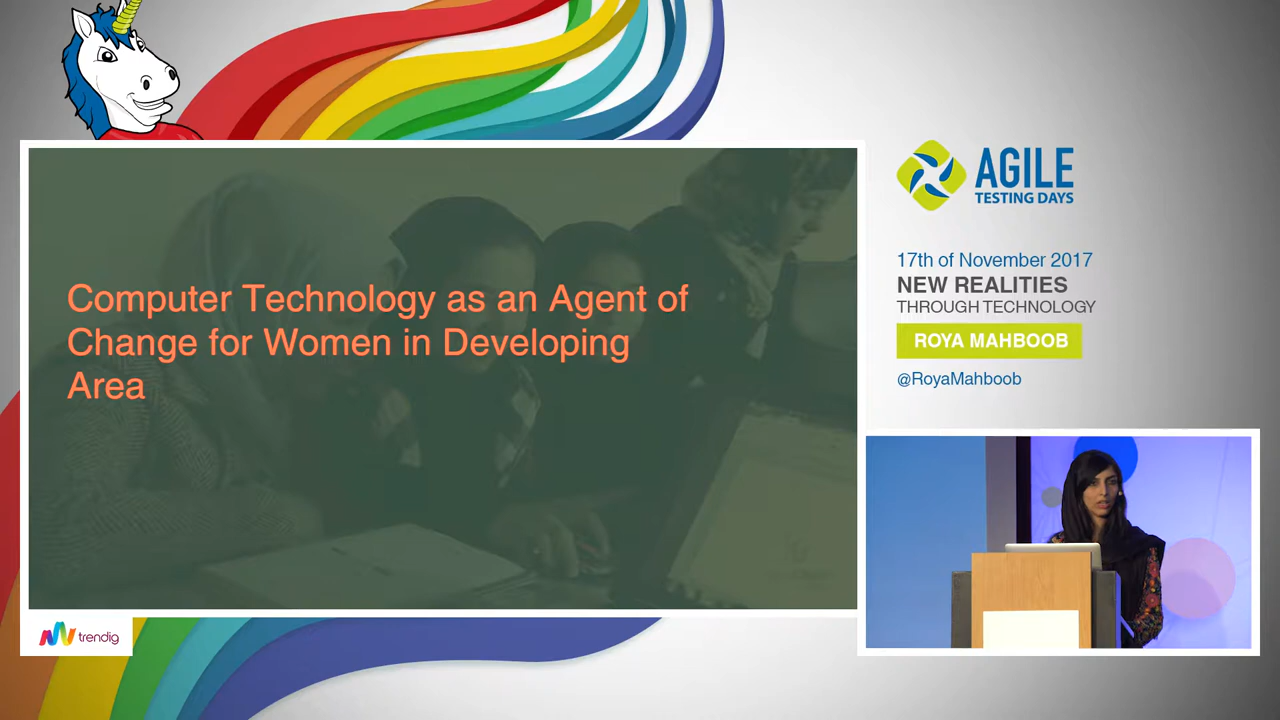 Computer Technology as an Agent of
Change for Women in Developing
Area
AGILE
TESTING DAYS
17th of November 2017
NEW REALITIES
THROUGH TECHNOLOGY
ROYA MAHBOOB
@RoyaMahboob
trendig